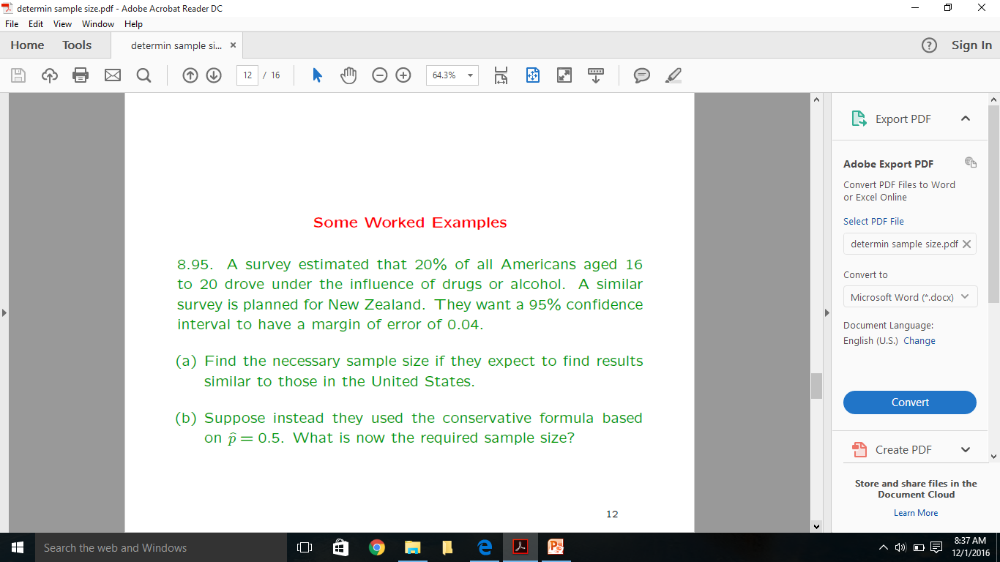 determin sample size.pdf - Adobe Acrobat Reader DC
File Edit View Window Help
Home Tools determin sample si... × ? Sign In
12 / 16 64.3%
Some Worked Examples
8.95. A survey estimated that 20% of all Americans aged 16
to 20 drove under the influence of drugs or alcohol. A similar
survey is planned for New Zealand. They want a 95% confidence
interval to have a margin of error of 0.04.
(a) Find the necessary sample size if they expect to find results
similar to those in the United States.
(b) Suppose instead they used the conservative formula based
on p̂ = 0.5. What is now the required sample size?
12
Export PDF
Adobe Export PDF
Convert PDF Files to Word
or Excel Online
Select PDF File
determin sample size.pdf ×
Convert to
Microsoft Word (*.docx)
Document Language:
English (U.S.) Change
Convert
Create PDF
Store and share files in the
Document Cloud
Learn More
Search the web and Windows
8:37 AM
12/1/2016